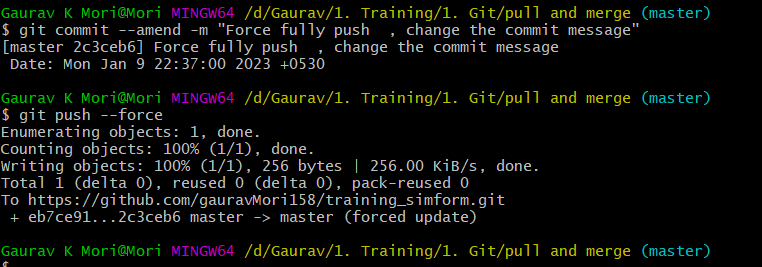 Gaurav K Mori@Mori MINGW64 /d/Gaurav/1. Training/1. Git/pull and merge (master)
$ git commit --amend -m "Force fully push  , change the commit message"
[master 2c3ceb6] Force fully push  , change the commit message
 Date: Mon Jan 9 22:37:00 2023 +0530
Gaurav K Mori@Mori MINGW64 /d/Gaurav/1. Training/1. Git/pull and merge (master)
$ git push --force
Enumerating objects: 1, done.
Counting objects: 100% (1/1), done.
Writing objects: 100% (1/1), 256 bytes | 256.00 KiB/s, done.
Total 1 (delta 0), reused 0 (delta 0), pack-reused 0
To https://github.com/gauravMori158/training_simform.git
 + eb7ce91...2c3ceb6 master -> master (forced update)
Gaurav K Mori@Mori MINGW64 /d/Gaurav/1. Training/1. Git/pull and merge (master)
$